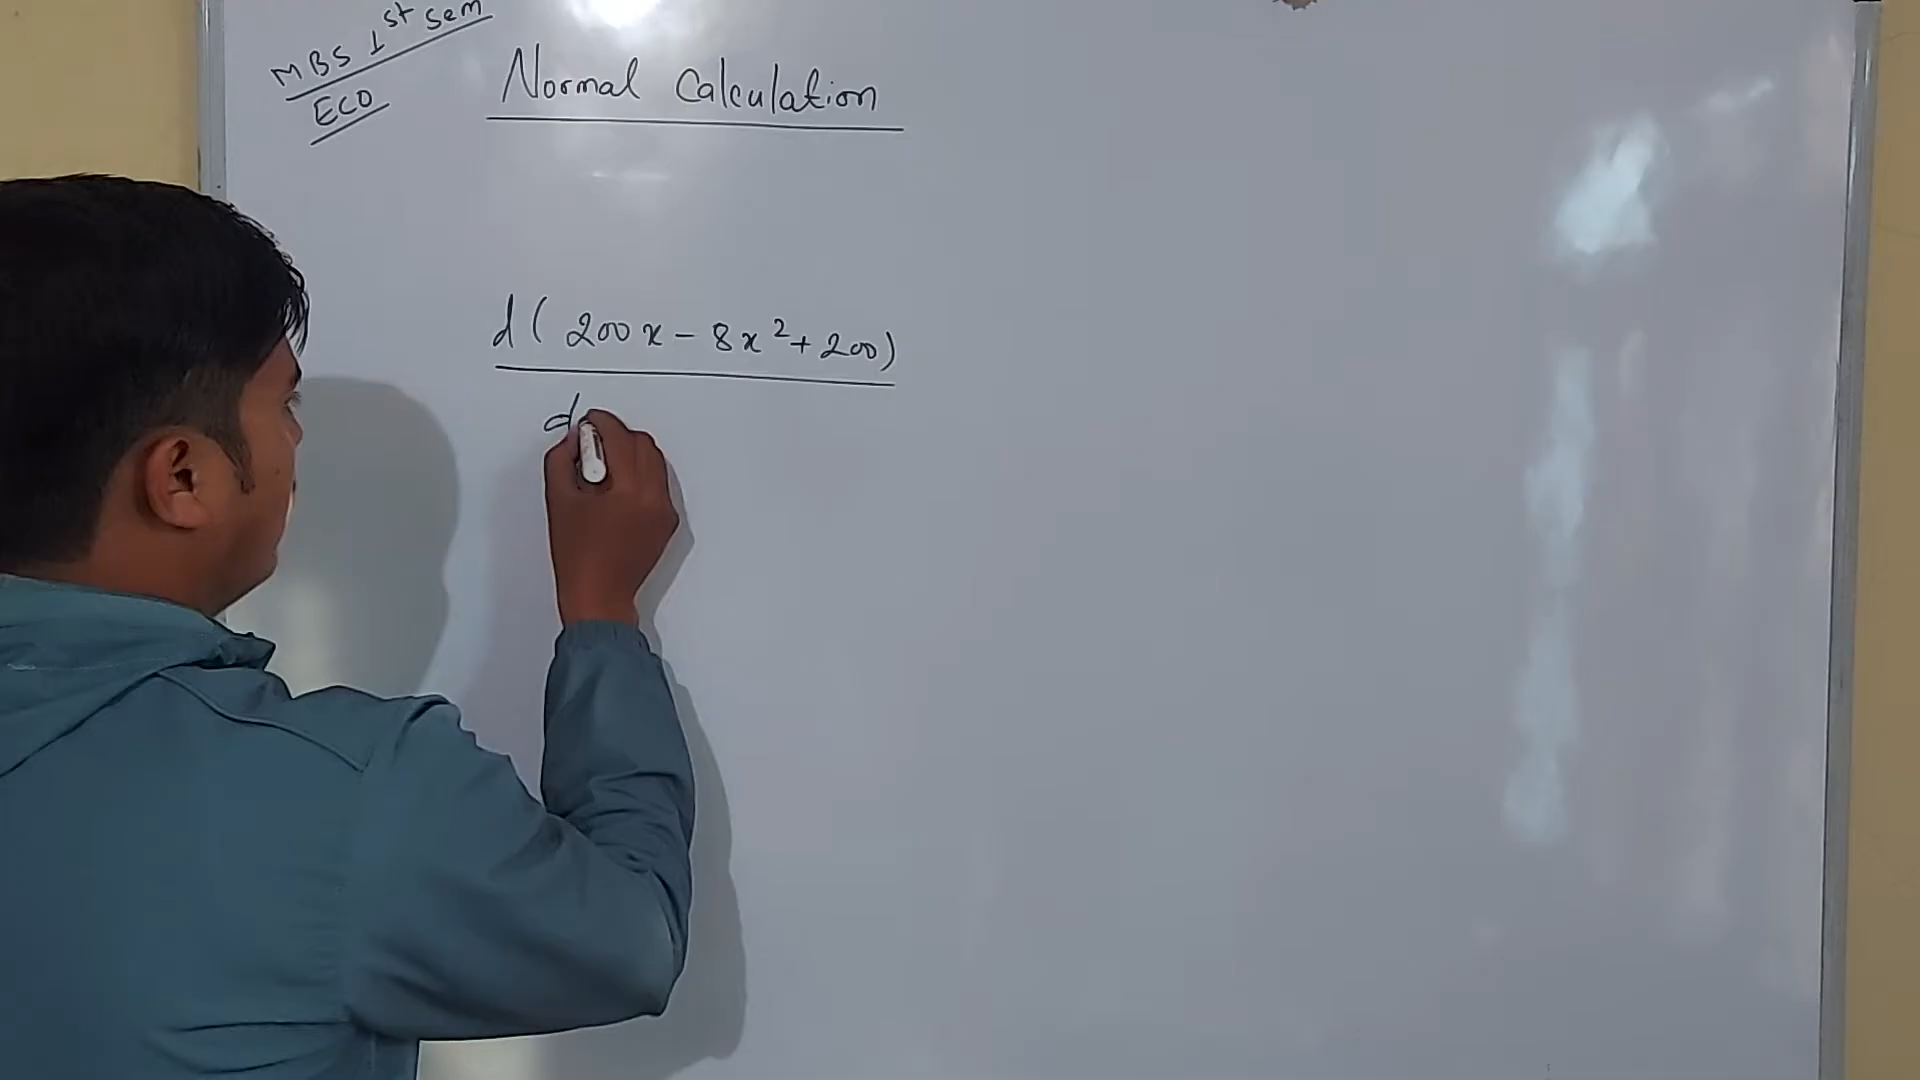 MBS 1st Sem
ECO
Normal Calculation
d(200x - 8x²+200)
d